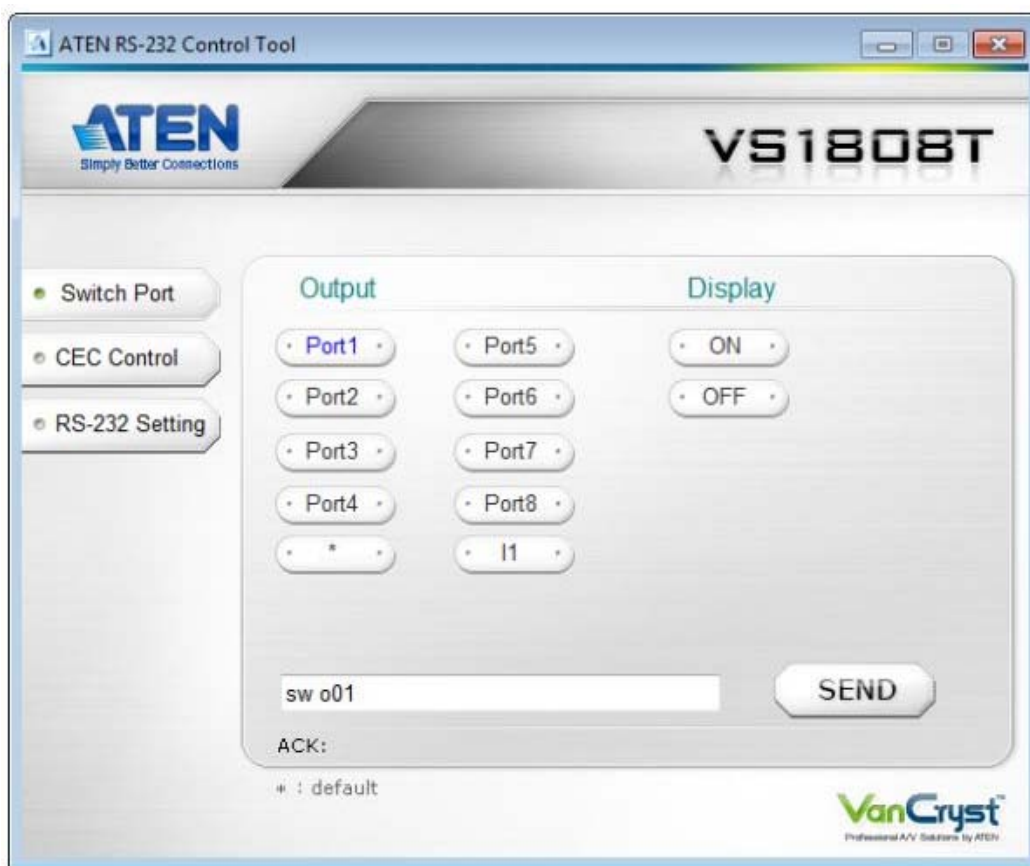 ATEN RS-232 Control Tool
ATEN
Simply Better Connections
VS1808T
Switch Port
CEC Control
RS-232 Setting
Output
Display
Port1
Port5
ON
Port2
Port6
OFF
Port3
Port7
Port4
Port8
*
I1
sw o01
SEND
ACK:
* : default
VanCryst™
Professional A/V Solutions by ATEN